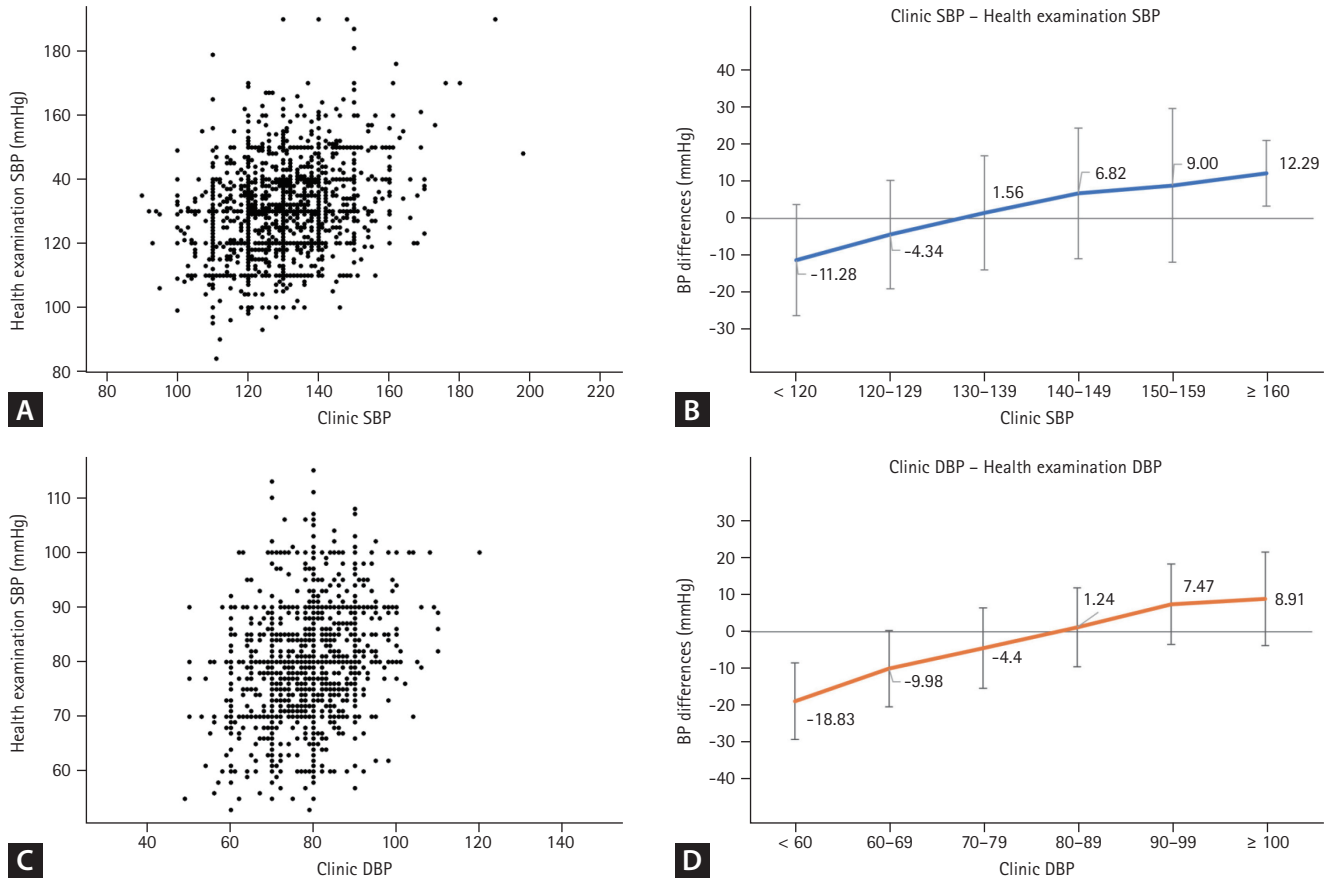 Health examination SBP (mmHg)
180
160
40
120
100
80
80 100 120 140 160 180 200 220
Clinic SBP
A
Clinic SBP – Health examination SBP
BP differences (mmHg)
40
30
20
10
0
-10
-20
-30
-11.28
-4.34
1.56
6.82
9.00
12.29
< 120 120–129 130–139 140–149 150–159 ≥ 160
Clinic SBP
B
Health examination SBP (mmHg)
110
100
90
80
70
60
40 60 80 100 120 140
Clinic DBP
C
Clinic DBP – Health examination DBP
BP differences (mmHg)
30
20
10
0
-10
-20
-30
-40
-18.83
-9.98
-4.4
1.24
7.47
8.91
< 60 60–69 70–79 80–89 90–99 ≥ 100
Clinic DBP
D